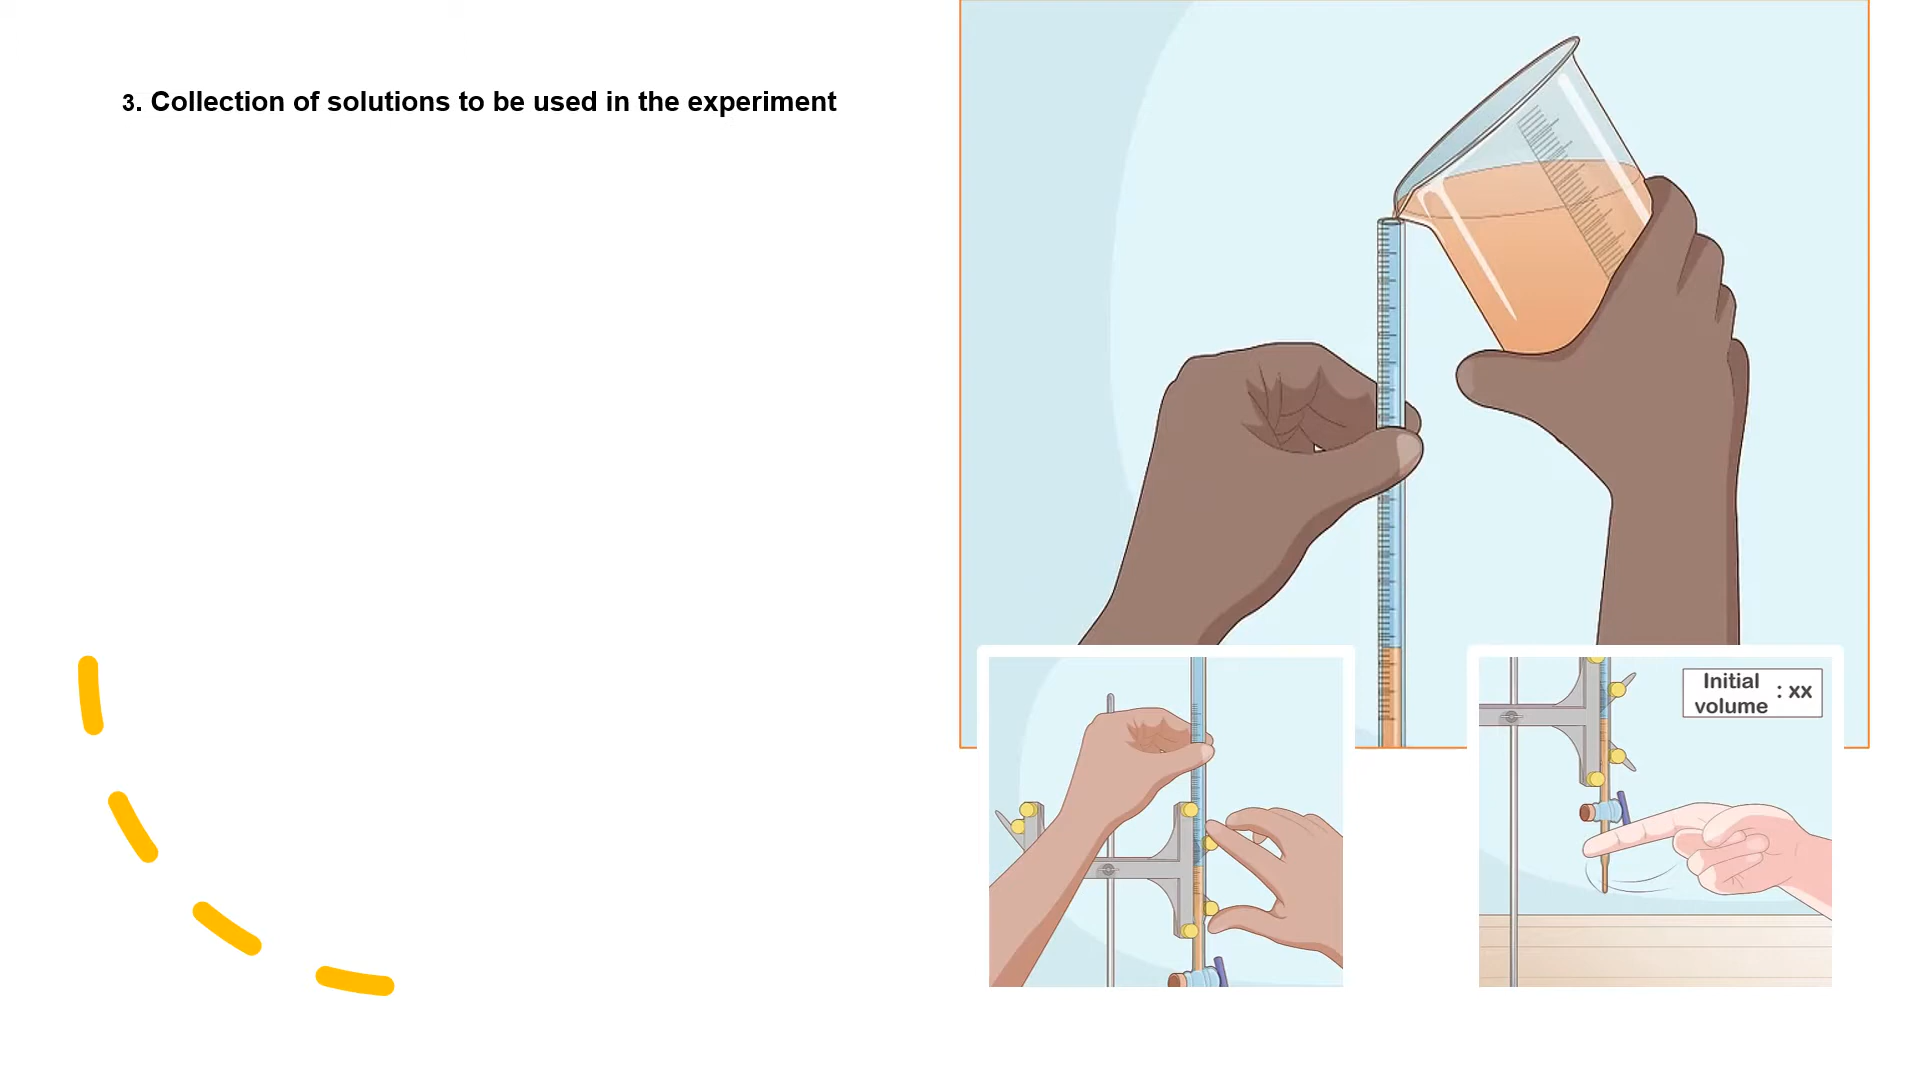 3. Collection of solutions to be used in the experiment
Initial
volume : xx